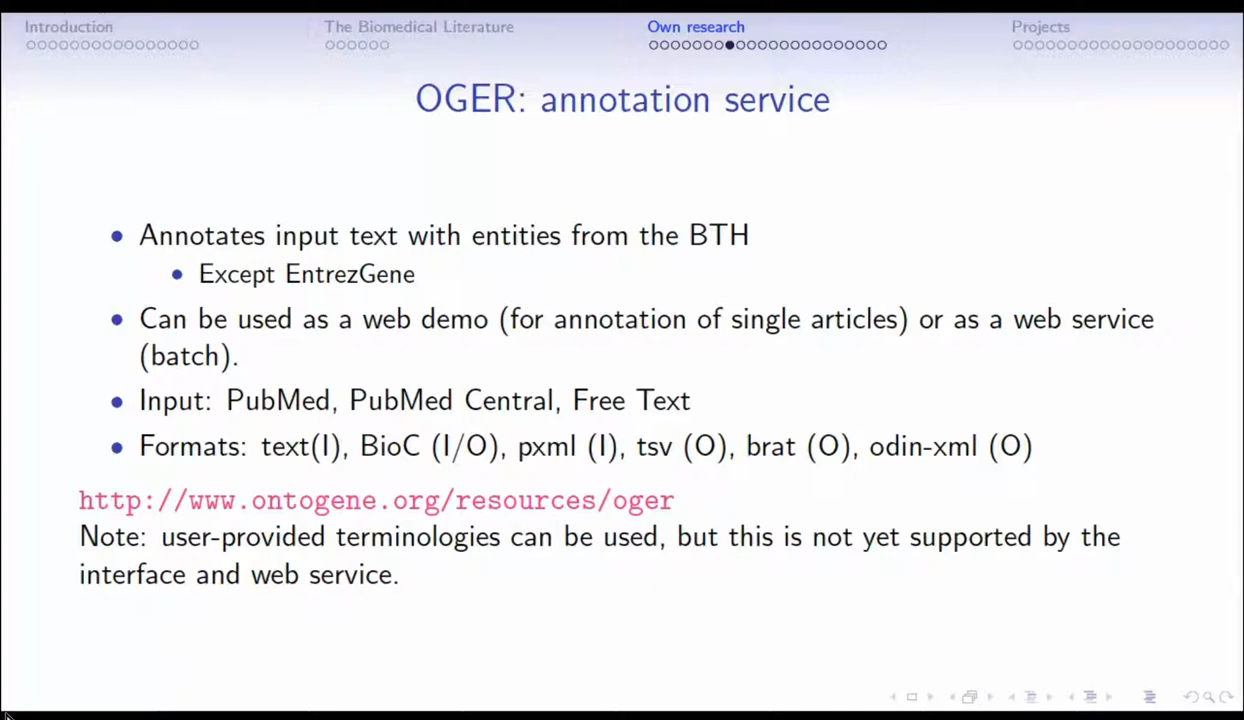 Introduction
The Biomedical Literature
Own research
Projects
OGER: annotation service
Annotates input text with entities from the BTH
Except EntrezGene
Can be used as a web demo (for annotation of single articles) or as a web service
(batch).
Input: PubMed, PubMed Central, Free Text
Formats: text(I), BioC (I/O), pxml (I), tsv (O), brat (O), odin-xml (O)
http://www.ontogene.org/resources/oger
Note: user-provided terminologies can be used, but this is not yet supported by the
interface and web service.